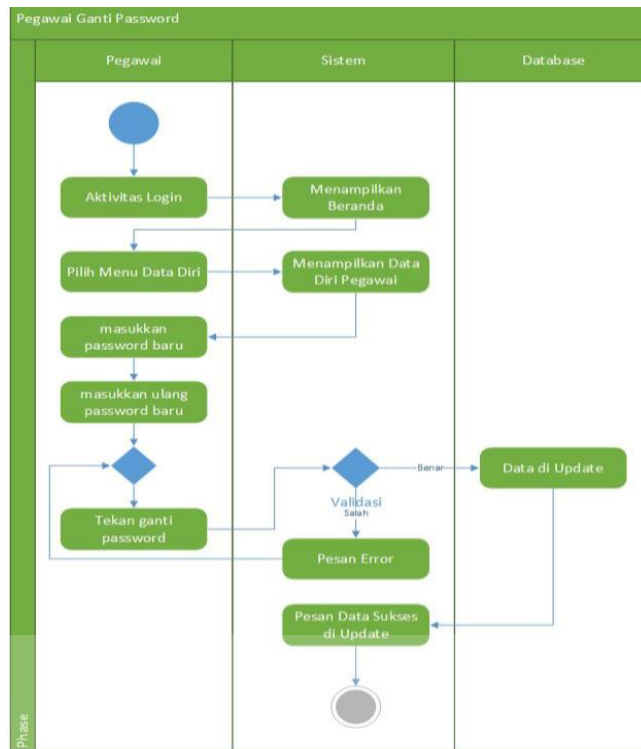 Pegawai Ganti Password
Pegawai
Sistem
Database
Aktivitas Login
Menampilkan
Beranda
Pilih Menu Data Diri
Menampilkan Data
Diri Pegawai
masukkan
password baru
masukkan ulang
password baru
Benar
Data di Update
Validasi
Salah
Tekan ganti
password
Pesan Error
Pesan Data Sukses
di Update
Phase